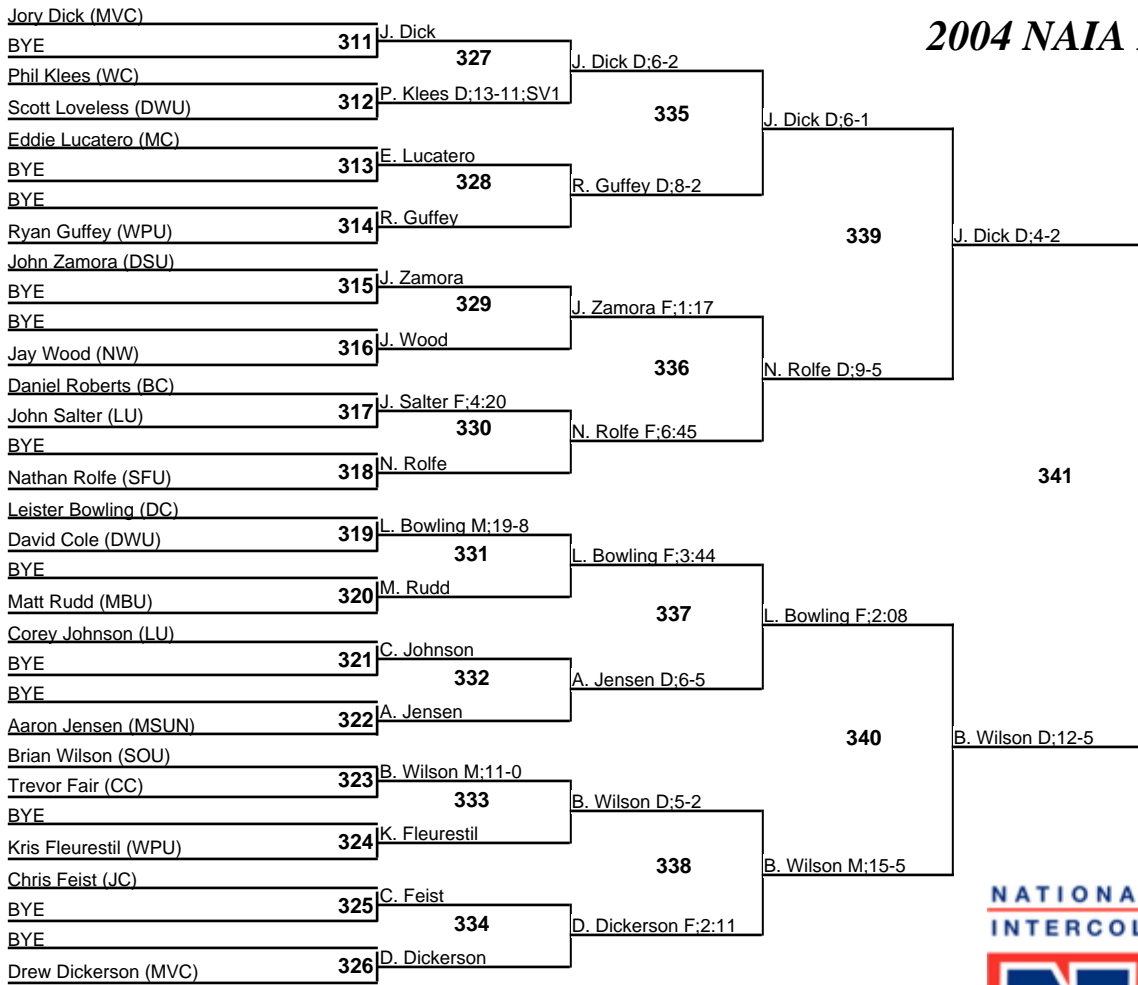 2004 NAIA
Jory Dick (MVC)
BYE
311 J. Dick
327
Phil Klees (WC)
Scott Loveless (DWU)
312 P. Klees D;13-11;SV1
J. Dick D;6-2
335
Eddie Lucatero (MC)
BYE
313 E. Lucatero
328
BYE
Ryan Guffey (WPU)
314 R. Guffey
R. Guffey D;8-2
J. Dick D;6-1
339
John Zamora (DSU)
BYE
315 J. Zamora
329
BYE
Jay Wood (NW)
316 J. Wood
J. Zamora F;1:17
336
Daniel Roberts (BC)
John Salter (LU)
317 J. Salter F;4:20
330
BYE
Nathan Rolfe (SFU)
318 N. Rolfe
N. Rolfe F;6:45
N. Rolfe D;9-5
J. Dick D;4-2
341
Leister Bowling (DC)
David Cole (DWU)
319 L. Bowling M;19-8
331
BYE
Matt Rudd (MBU)
320 M. Rudd
L. Bowling F;3:44
337
Corey Johnson (LU)
BYE
321 C. Johnson
332
BYE
Aaron Jensen (MSUN)
322 A. Jensen
A. Jensen D;6-5
L. Bowling F;2:08
340
Brian Wilson (SOU)
Trevor Fair (CC)
323 B. Wilson M;11-0
333
BYE
Kris Fleurestil (WPU)
324 K. Fleurestil
B. Wilson D;5-2
338
Chris Feist (JC)
BYE
325 C. Feist
334
BYE
Drew Dickerson (MVC)
326 D. Dickerson
D. Dickerson F;2:11
B. Wilson M;15-5
B. Wilson D;12-5
NATIONA
INTERCOL